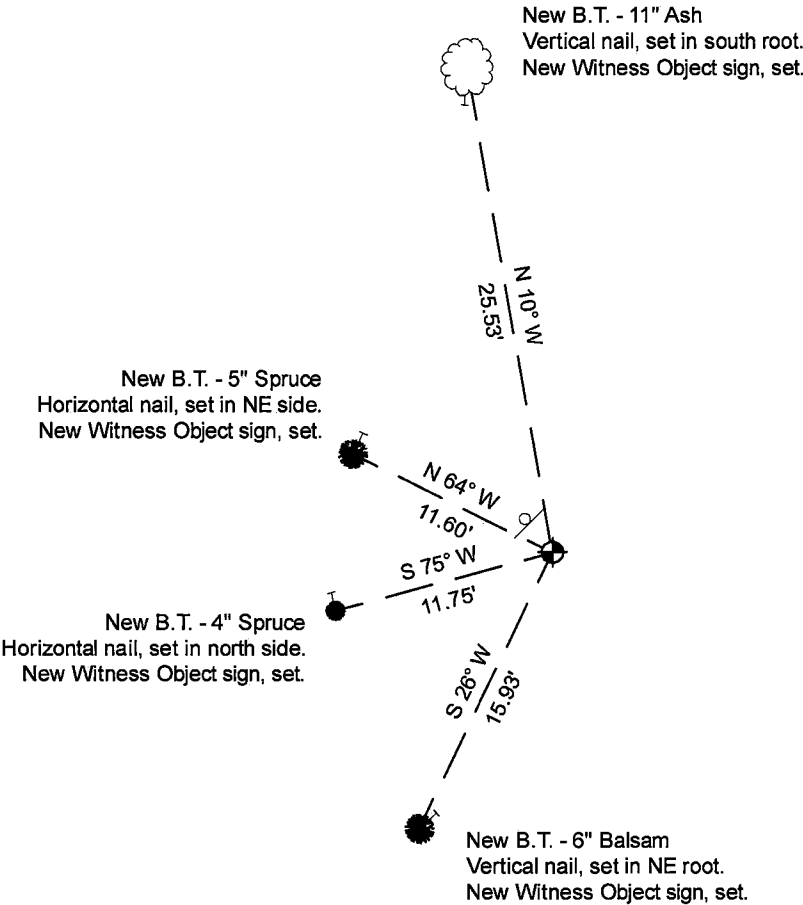 New B.T. - 11" Ash
Vertical nail, set in south root.
New Witness Object sign, set.
N 10° W
25.53'
New B.T. - 5" Spruce
Horizontal nail, set in NE side.
New Witness Object sign, set.
N 64° W
11.60'
S 75° W
11.75'
New B.T. - 4" Spruce
Horizontal nail, set in north side.
New Witness Object sign, set.
S 26° W
15.93'
New B.T. - 6" Balsam
Vertical nail, set in NE root.
New Witness Object sign, set.